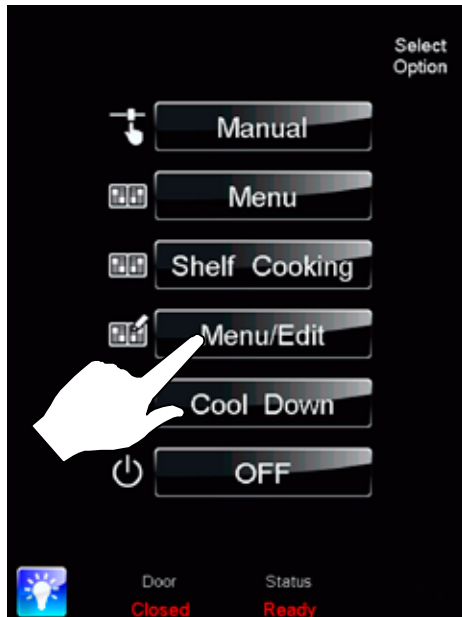 Select
Option
Manual
Menu
Shelf Cooking
Menu/Edit
Cool Down
OFF
Door
Status
Closed
Ready